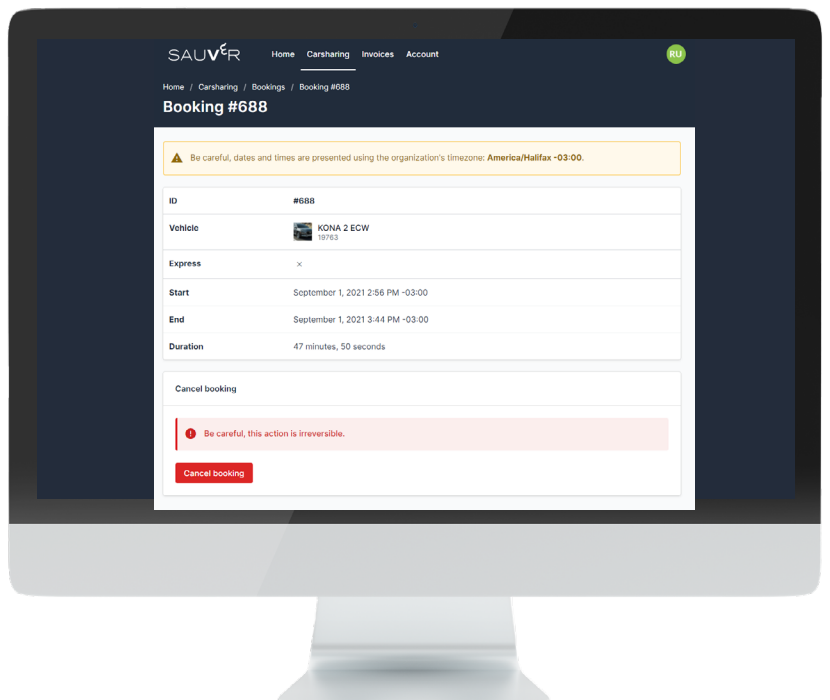 SAUVER Home Carsharing Invoices Account RU
Home / Carsharing / Bookings / Booking #688
Booking #688
Be careful, dates and times are presented using the organization's timezone: America/Halifax -03:00.
ID #688
Vehicle KONA 2 ECW
19763
Express ×
Start September 1, 2021 2:56 PM -03:00
End September 1, 2021 3:44 PM -03:00
Duration 47 minutes, 50 seconds
Cancel booking
Be careful, this action is irreversible.
Cancel booking